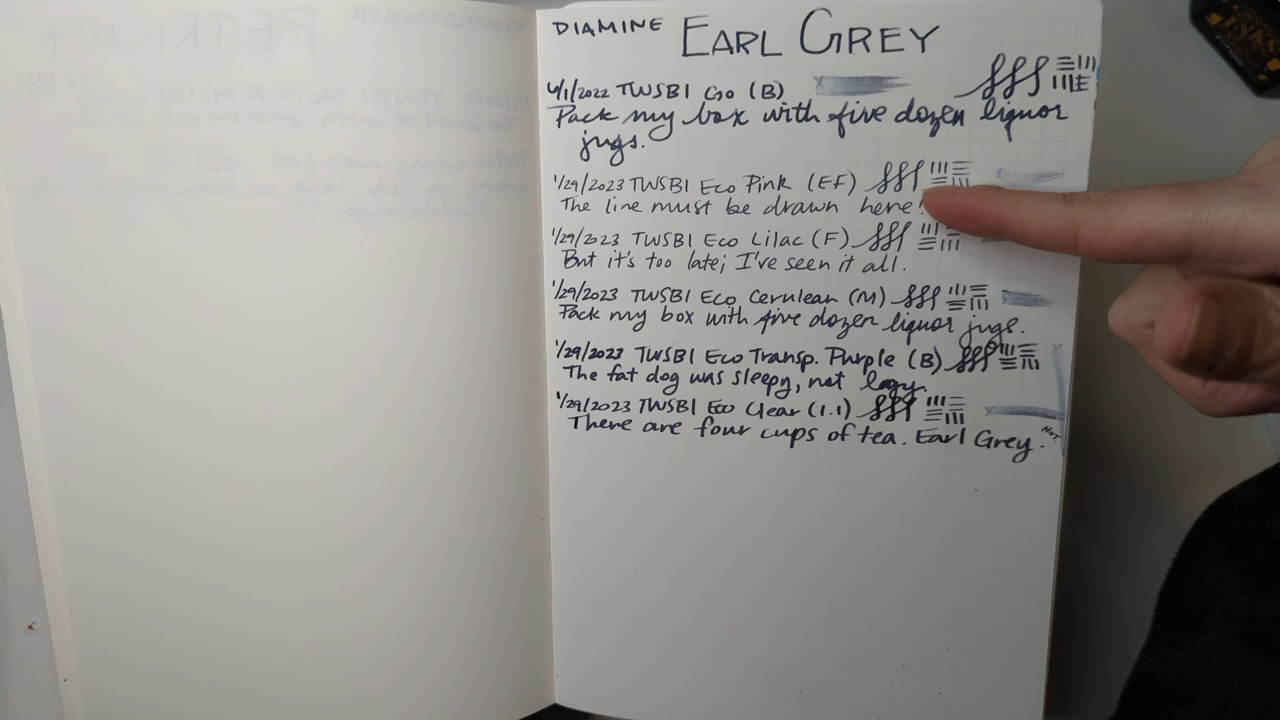 DIAMINE EARL GREY
6/1/2022 TWSBI Go (B)
Pack my box with five dozen liquor
jugs.
1/29/2023 TWSBI Eco Pink (EF)
The line must be drawn here!
1/29/2023 TWSBI Eco Lilac (F)
But it's too late; I've seen it all.
1/29/2023 TWSBI Eco Cerulean (M)
Pack my box with five dozen liquor jugs.
1/29/2023 TWSBI Eco Transp. Purple (B)
The fat dog was sleepy, not lazy.
1/29/2023 TWSBI Eco Clear (1.1)
There are four cups of tea. Earl Grey. HOT.
TROUBLEMAKER PETRICHOR